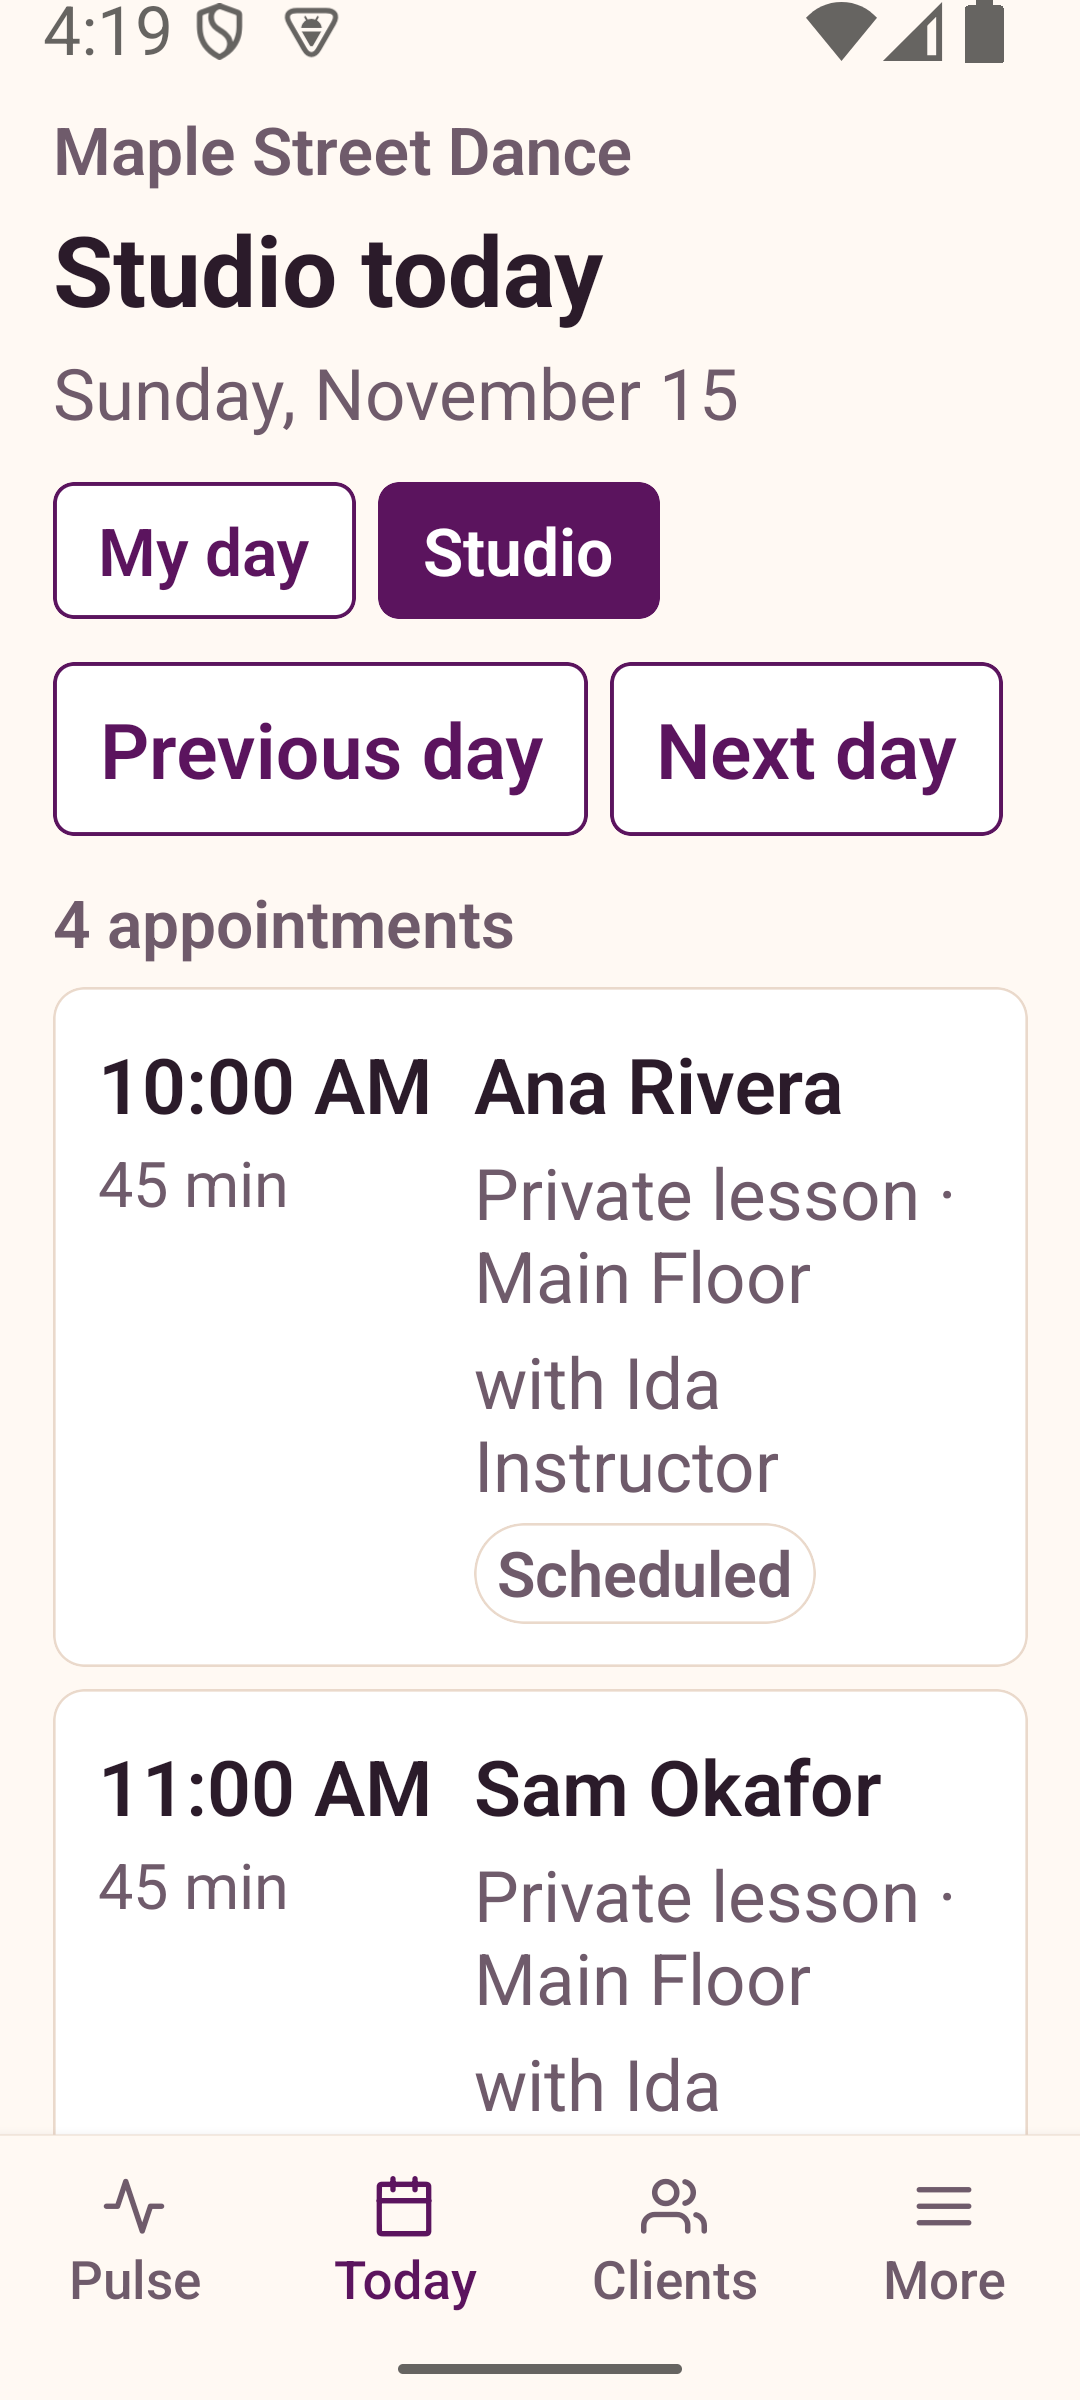 4:19
Maple Street Dance
Studio today
Sunday, November 15
My day
Studio
Previous day
Next day
4 appointments
10:00 AM
45 min
Ana Rivera
Private lesson ·
Main Floor
with Ida
Instructor
Scheduled
11:00 AM
45 min
Sam Okafor
Private lesson ·
Main Floor
with Ida
Pulse
Today
Clients
More